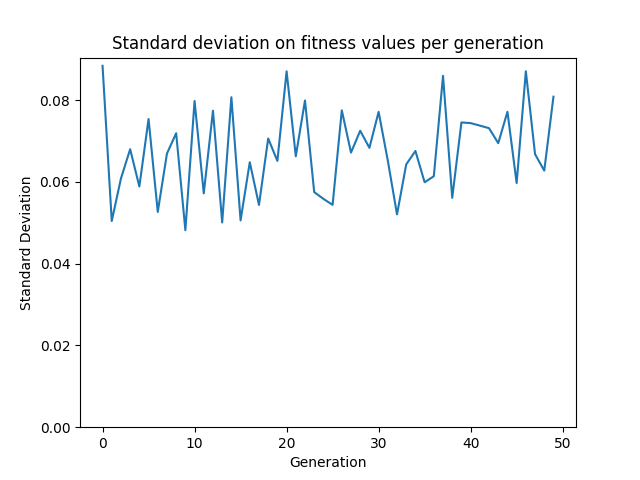 Standard deviation on fitness values per generation
Standard Deviation
0.08
0.06
0.04
0.02
0.00
0 10 20 30 40 50
Generation